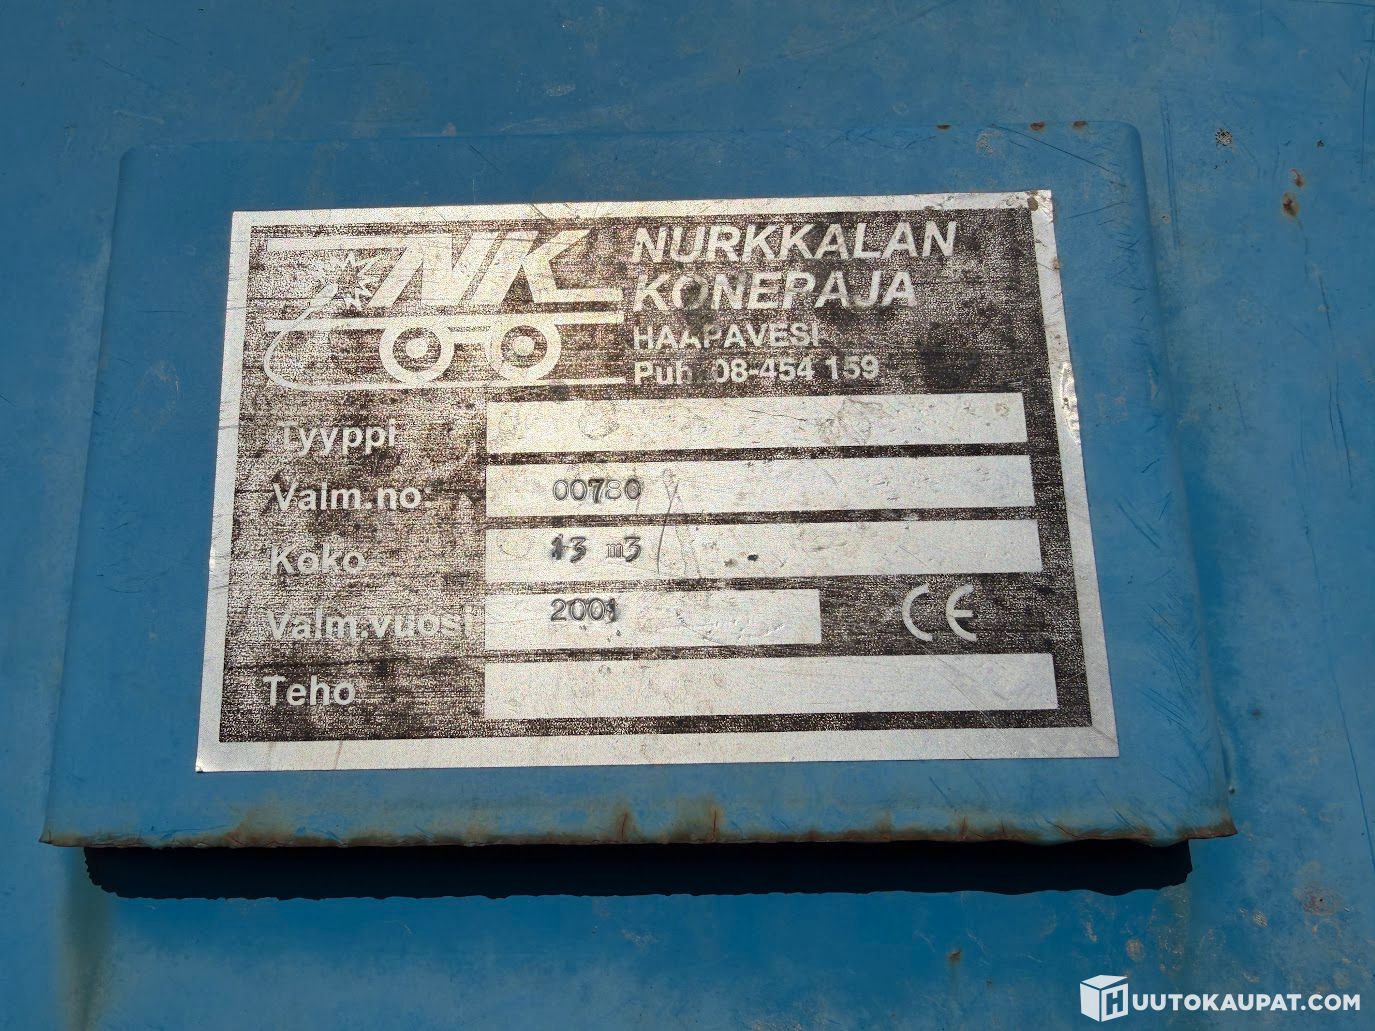 NK
NURKKALAN
KONEPAJA
HAAPAVESI
Puh. 08-454 159
Tyyppi
Valm.no: 00780
Koko 13 m3
Valm.vuosi 2001 CE
Teho
HUUTOKAUPAT.COM